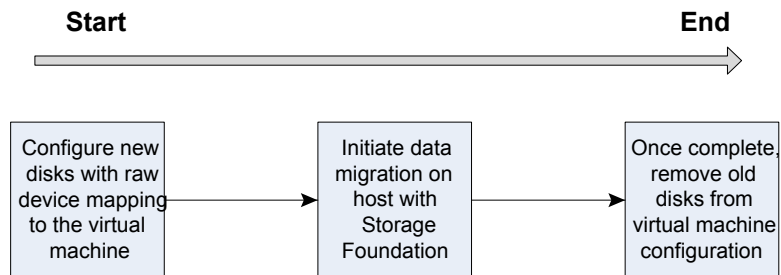 Start
End
Configure new
disks with raw
device mapping
to the virtual
machine
Initiate data
migration on
host with
Storage
Foundation
Once complete,
remove old
disks from
virtual machine
configuration